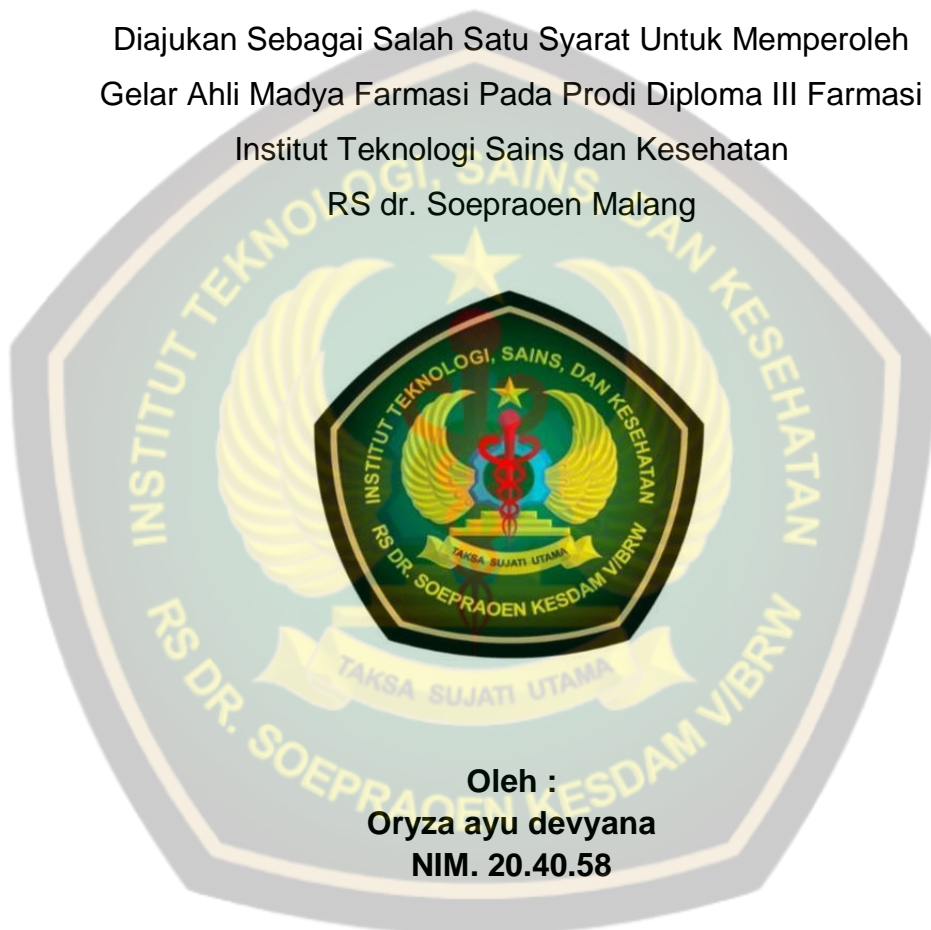 Diajukan Sebagai Salah Satu Syarat Untuk Memperoleh
Gelar Ahli Madya Farmasi Pada Prodi Diploma III Farmasi
Institut Teknologi Sains dan Kesehatan
RS dr. Soepraoen Malang
INSTITUT TEKNOLOGI, SAINS, DAN KESEHATAN
TAKSA SUJATI UTAMA
RS DR. SOEPRAOEN KESDAM V/BRW
INSTITUT TEKNOLOGI, SAINS, DAN KESEHATAN
TAKSA SUJATI UTAMA
RS DR. SOEPRAOEN KESDAM V/BRW
Oleh :
Oryza ayu devyana
NIM. 20.40.58